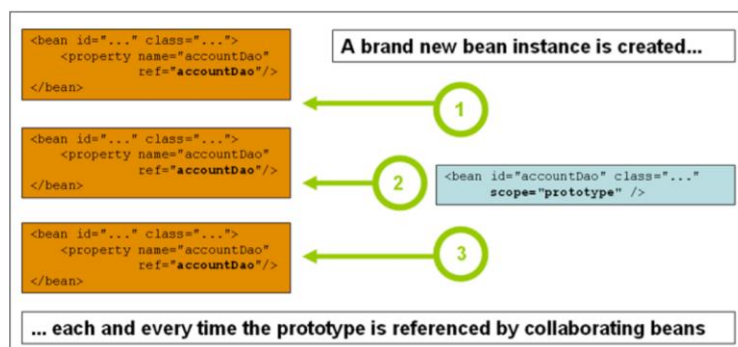 <bean id="..." class="...">
<property name="accountDao"
ref="accountDao"/>
</bean>
A brand new bean instance is created...
1
<bean id="..." class="...">
<property name="accountDao"
ref="accountDao"/>
</bean>
2
<bean id="accountDao" class="..."
scope="prototype" />
<bean id="..." class="...">
<property name="accountDao"
ref="accountDao"/>
</bean>
3
... each and every time the prototype is referenced by collaborating beans